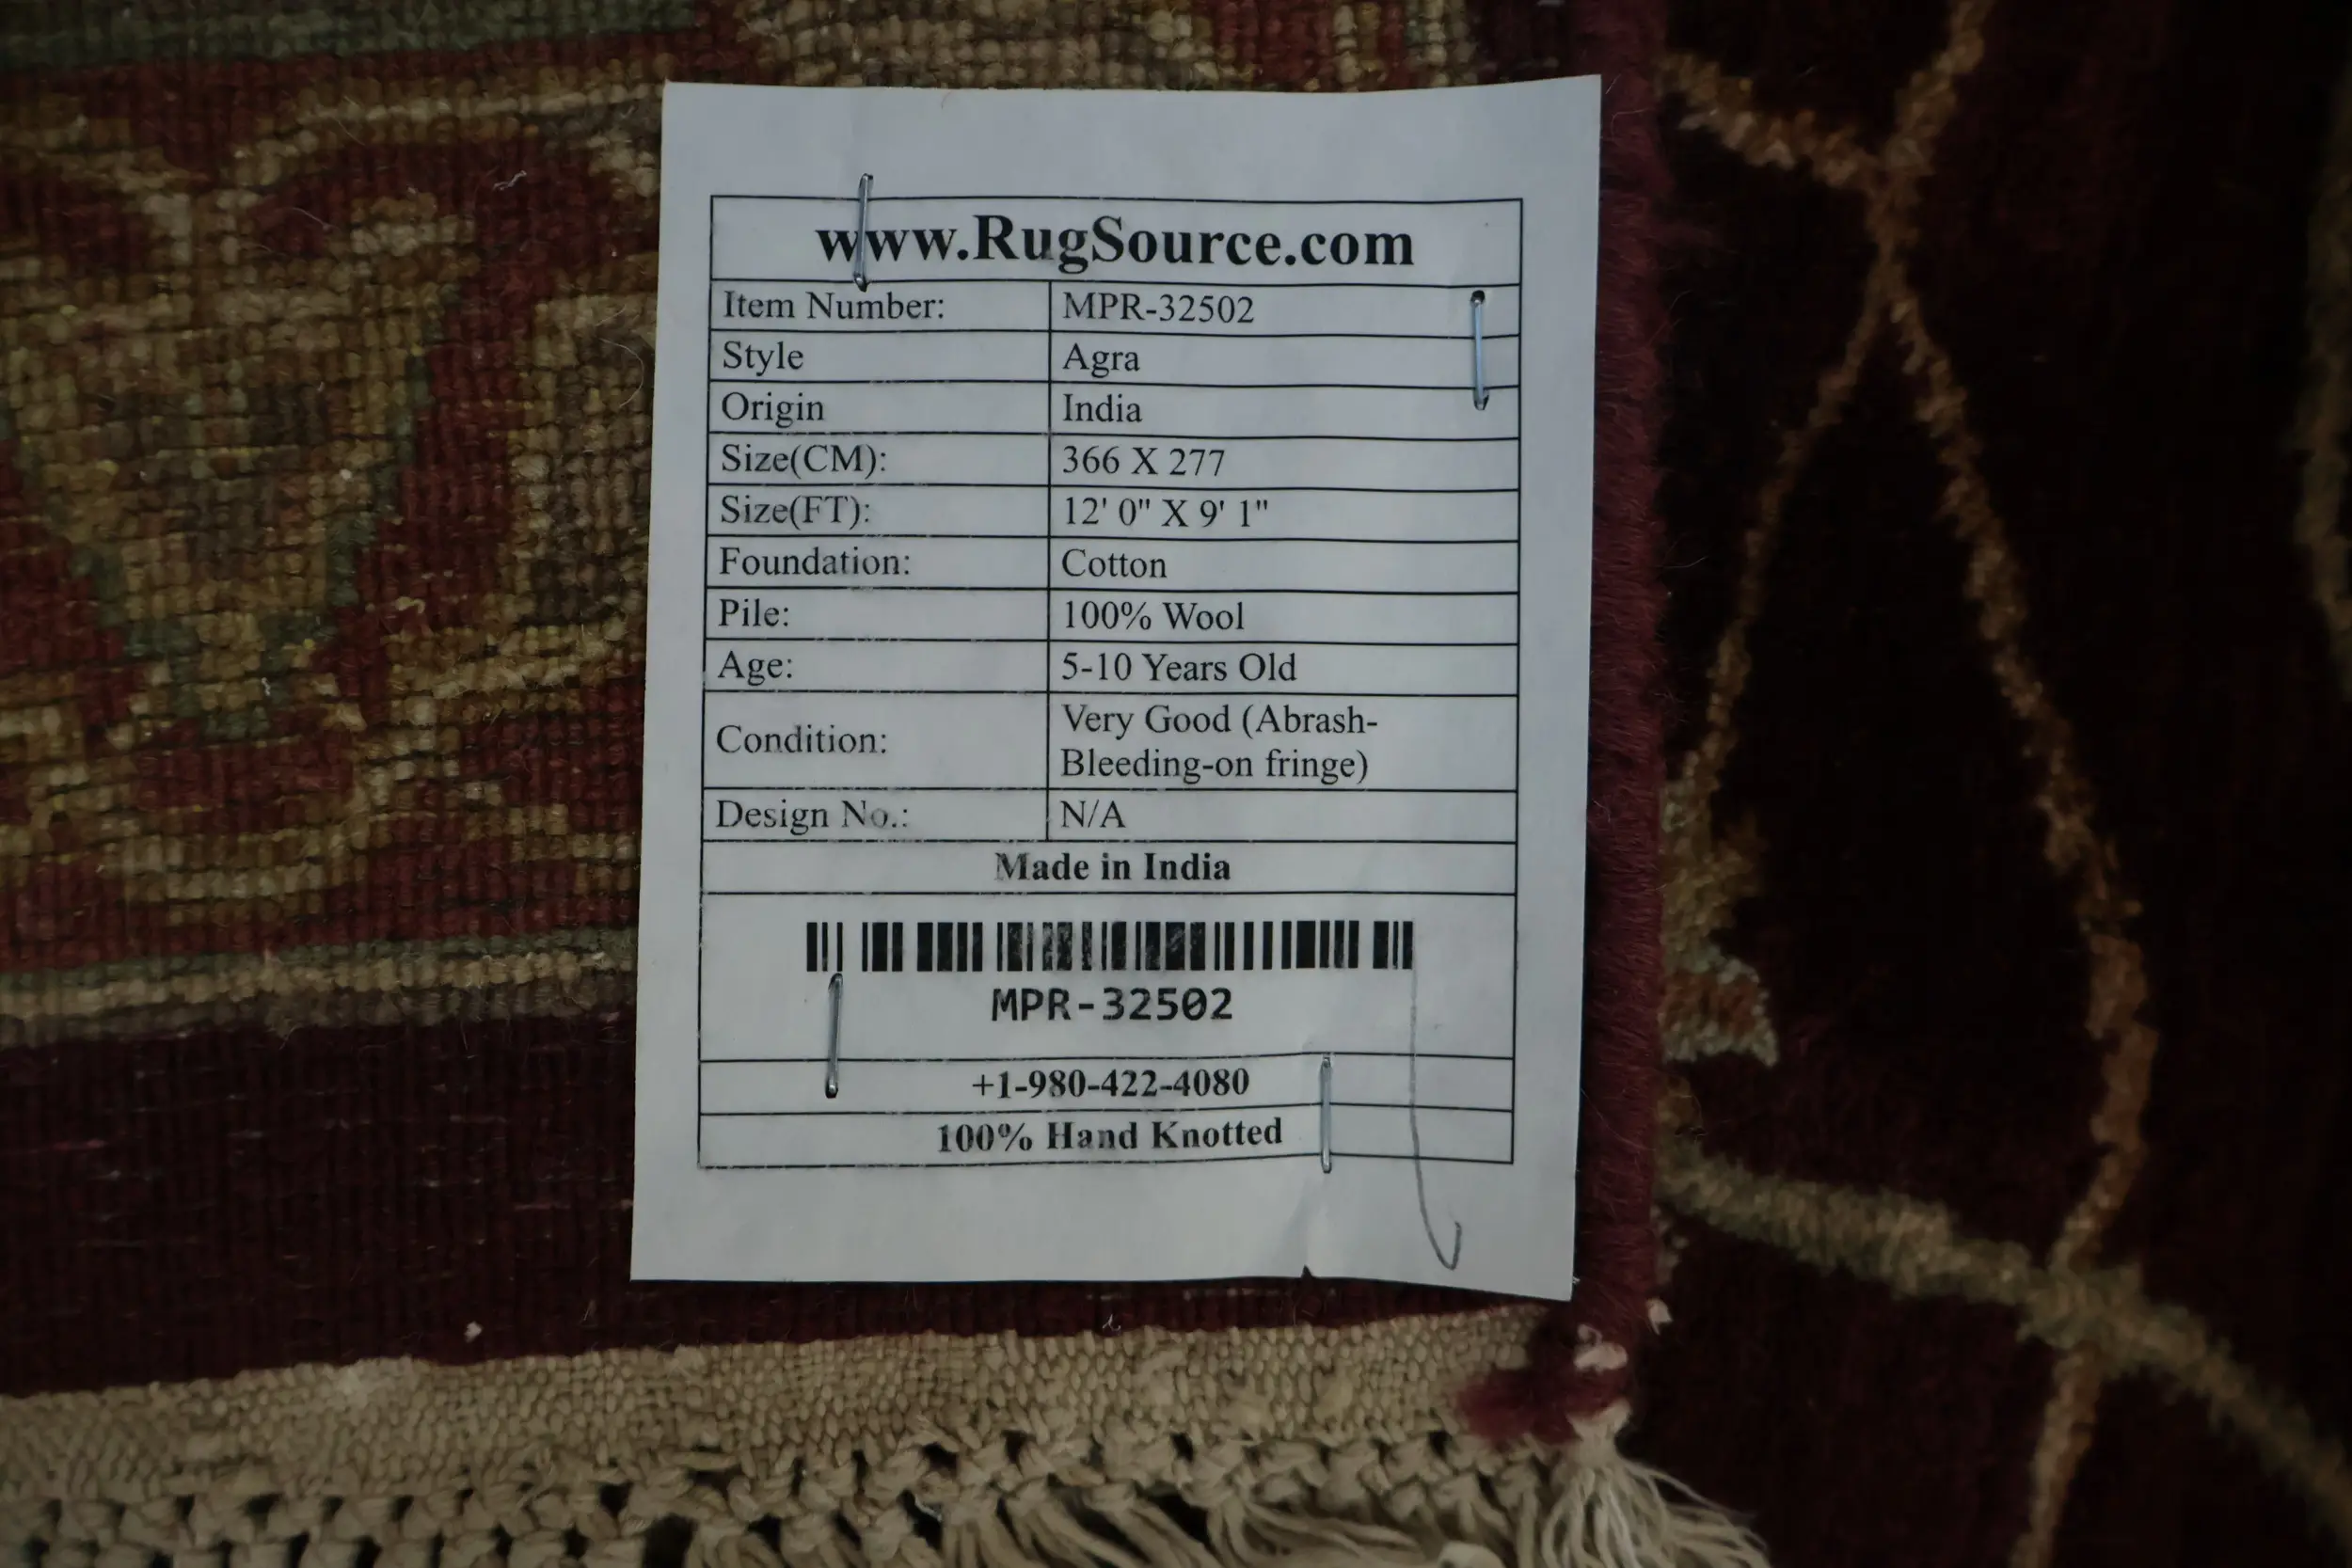 www.RugSource.com
Item Number: MPR-32502
Style Agra
Origin India
Size(CM): 366 X 277
Size(FT): 12' 0" X 9' 1"
Foundation: Cotton
Pile: 100% Wool
Age: 5-10 Years Old
Condition: Very Good (Abrash-
Bleeding-on fringe)
Design No.: N/A
Made in India
MPR-32502
+1-980-422-4080
100% Hand Knotted